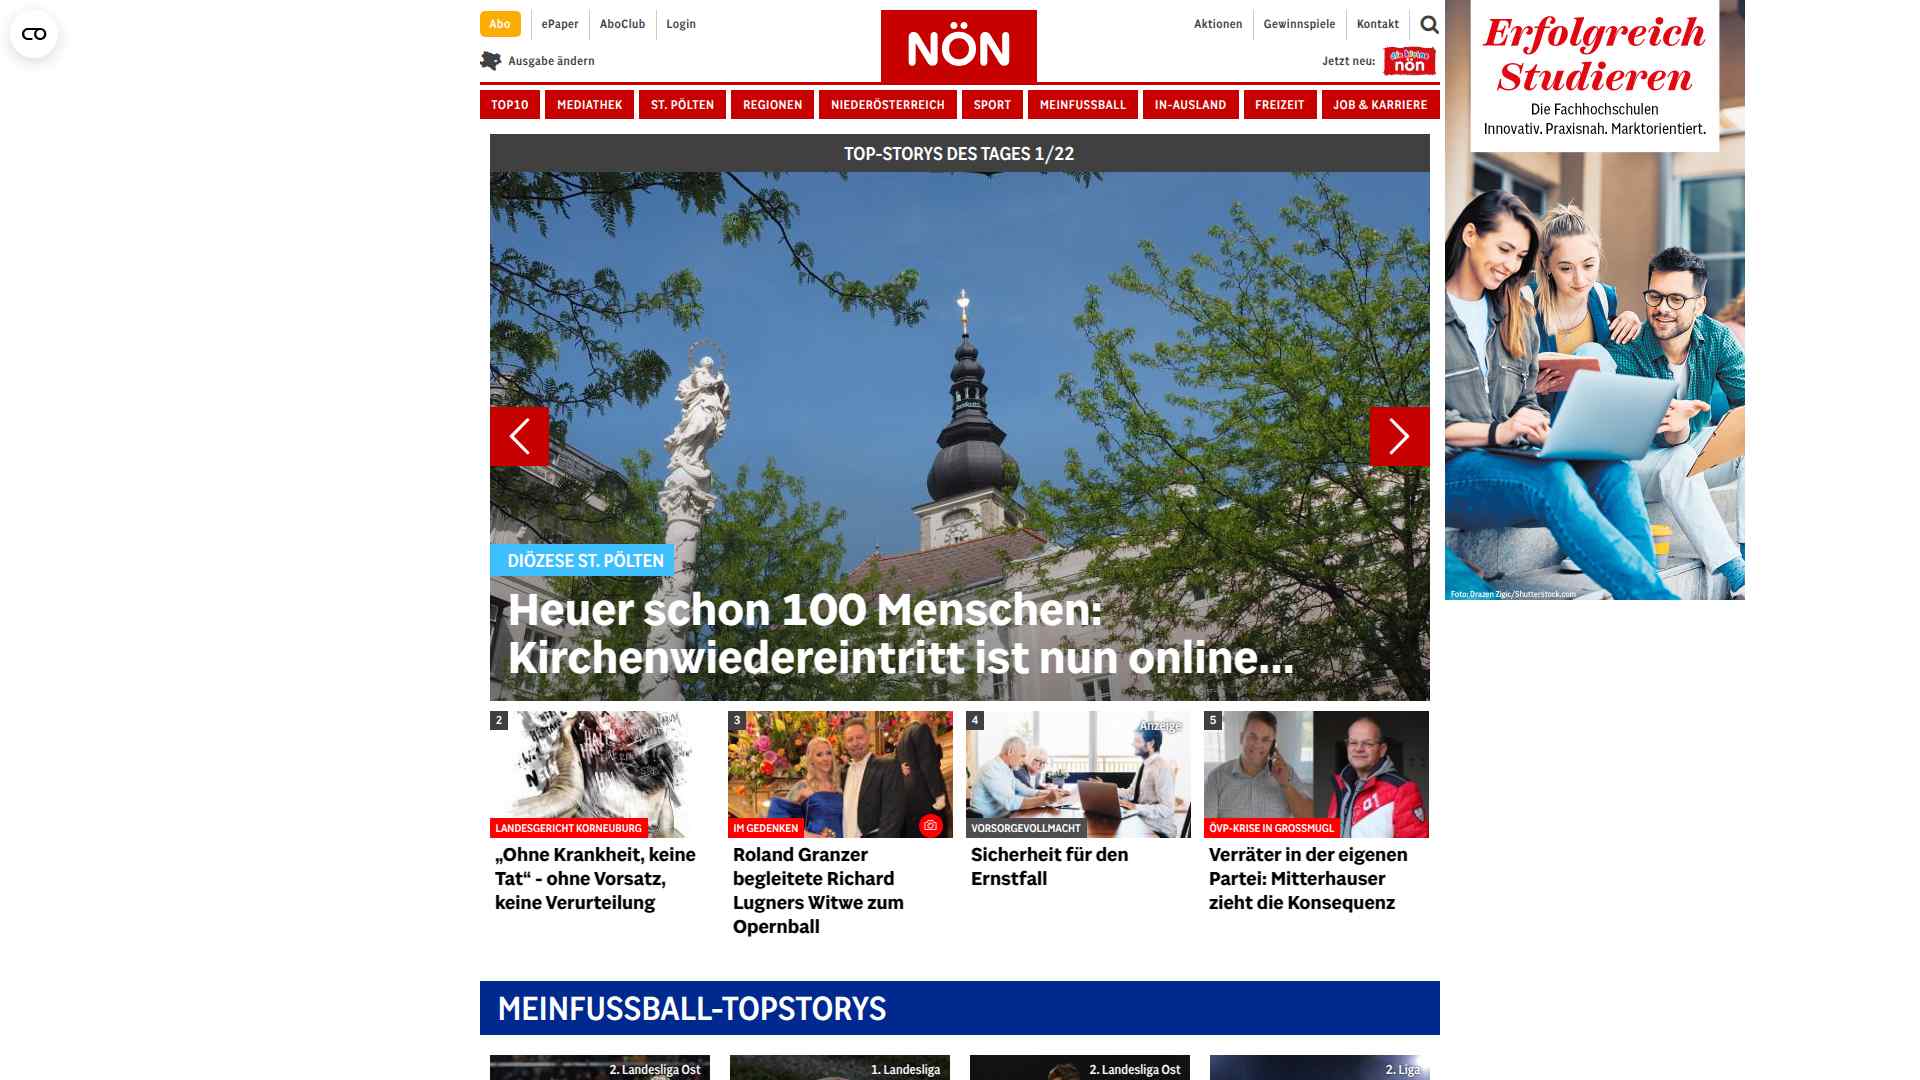 Abo
ePaper
AboClub
Login
Aktionen
Gewinnspiele
Kontakt
NÖN
Ausgabe ändern
Jetzt neu:
die kleine
nön
TOP10
MEDIATHEK
ST. PÖLTEN
REGIONEN
NIEDERÖSTERREICH
SPORT
MEINFUSSBALL
IN-AUSLAND
FREIZEIT
JOB & KARRIERE
TOP-STORYS DES TAGES 1/22
DIÖZESE ST. PÖLTEN
Heuer schon 100 Menschen:
Kirchenwiedereintritt ist nun online...
2
LANDESGERICHT KORNEUBURG
„Ohne Krankheit, keine
Tat“ - ohne Vorsatz,
keine Verurteilung
3
IM GEDENKEN
Roland Granzer
begleitete Richard
Lugners Witwe zum
Opernball
4
Anzeige
VORSORGEVOLLMACHT
Sicherheit für den
Ernstfall
5
ÖVP-KRISE IN GROSSMUGL
Verräter in der eigenen
Partei: Mitterhauser
zieht die Konsequenz
MEINFUSSBALL-TOPSTORYS
2. Landesliga Ost
1. Landesliga
2. Landesliga Ost
2. Liga
Erfolgreich
Studieren
Die Fachhochschulen
Innovativ. Praxisnah. Marktorientiert.
Foto: Drazen Zigic/Shutterstock.com